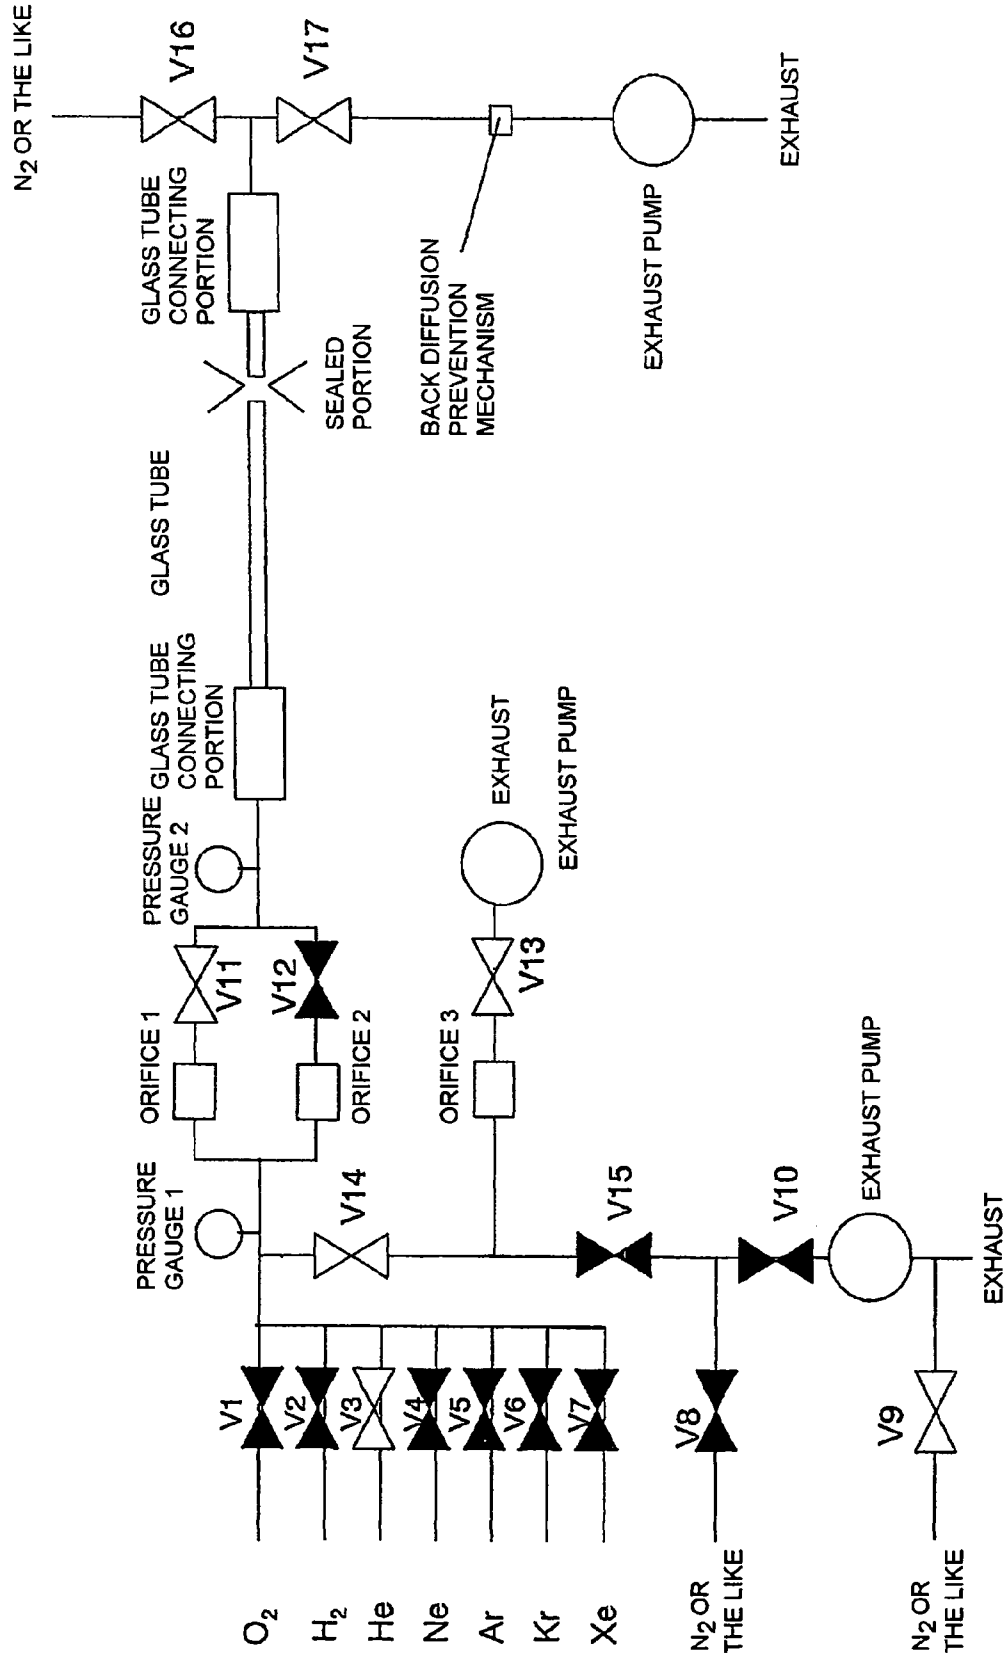 O2
H2
He
Ne
Ar
Kr
Xe
N2 OR
THE LIKE
N2 OR
THE LIKE
V1
V2
V3
V4
V5
V6
V7
V8
V9
PRESSURE
GAUGE 1
V14
V15
V10
EXHAUST PUMP
EXHAUST
ORIFICE 1
ORIFICE 2
ORIFICE 3
V11
V12
V13
EXHAUST
EXHAUST PUMP
PRESSURE
GAUGE 2
GLASS TUBE
CONNECTING
PORTION
GLASS TUBE
SEALED
PORTION
GLASS TUBE
CONNECTING
PORTION
BACK DIFFUSION
PREVENTION
MECHANISM
EXHAUST PUMP
EXHAUST
N2 OR THE LIKE
V16
V17